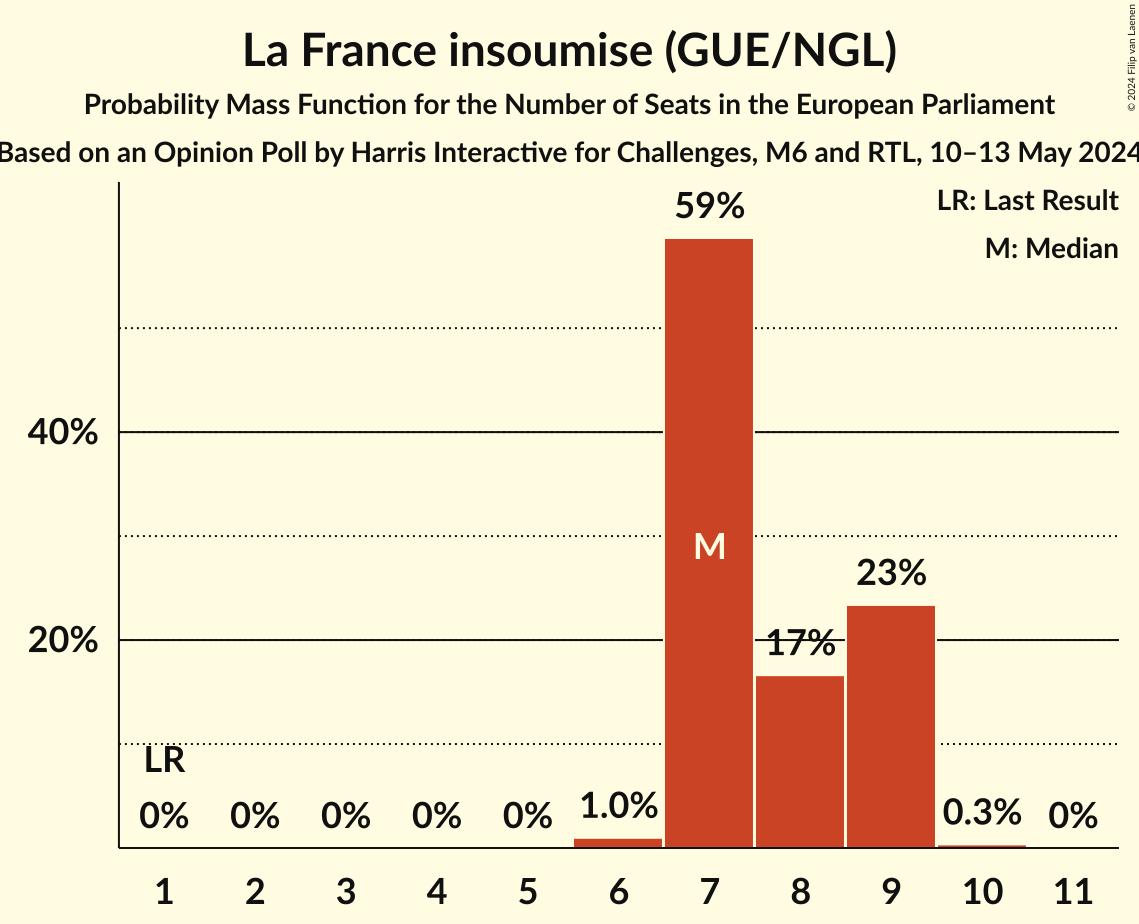 La France insoumise (GUE/NGL)
Probability Mass Function for the Number of Seats in the European Parliament
Based on an Opinion Poll by Harris Interactive for Challenges, M6 and RTL, 10–13 May 2024
© 2024 Filip van Laenen
LR: Last Result
M: Median
59%
40%
M
23%
20%
17%
LR
0%
0%
0%
0%
0%
1.0%
0.3%
0%
1 2 3 4 5 6 7 8 9 10 11